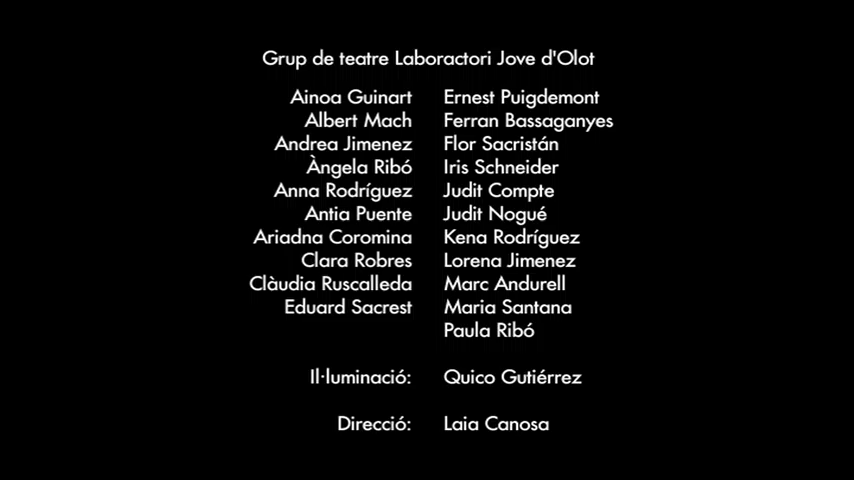 Grup de teatre Laboractori Jove d'Olot
Ainoa Guinart Ernest Puigdemont
Albert Mach Ferran Bassaganyes
Andrea Jimenez Flor Sacristán
Àngela Ribó Iris Schneider
Anna Rodríguez Judit Compte
Antia Puente Judit Nogué
Ariadna Coromina Kena Rodríguez
Clara Robres Lorena Jimenez
Clàudia Ruscalleda Marc Andurell
Eduard Sacrest Maria Santana
Paula Ribó
Il·luminació: Quico Gutiérrez
Direcció: Laia Canosa